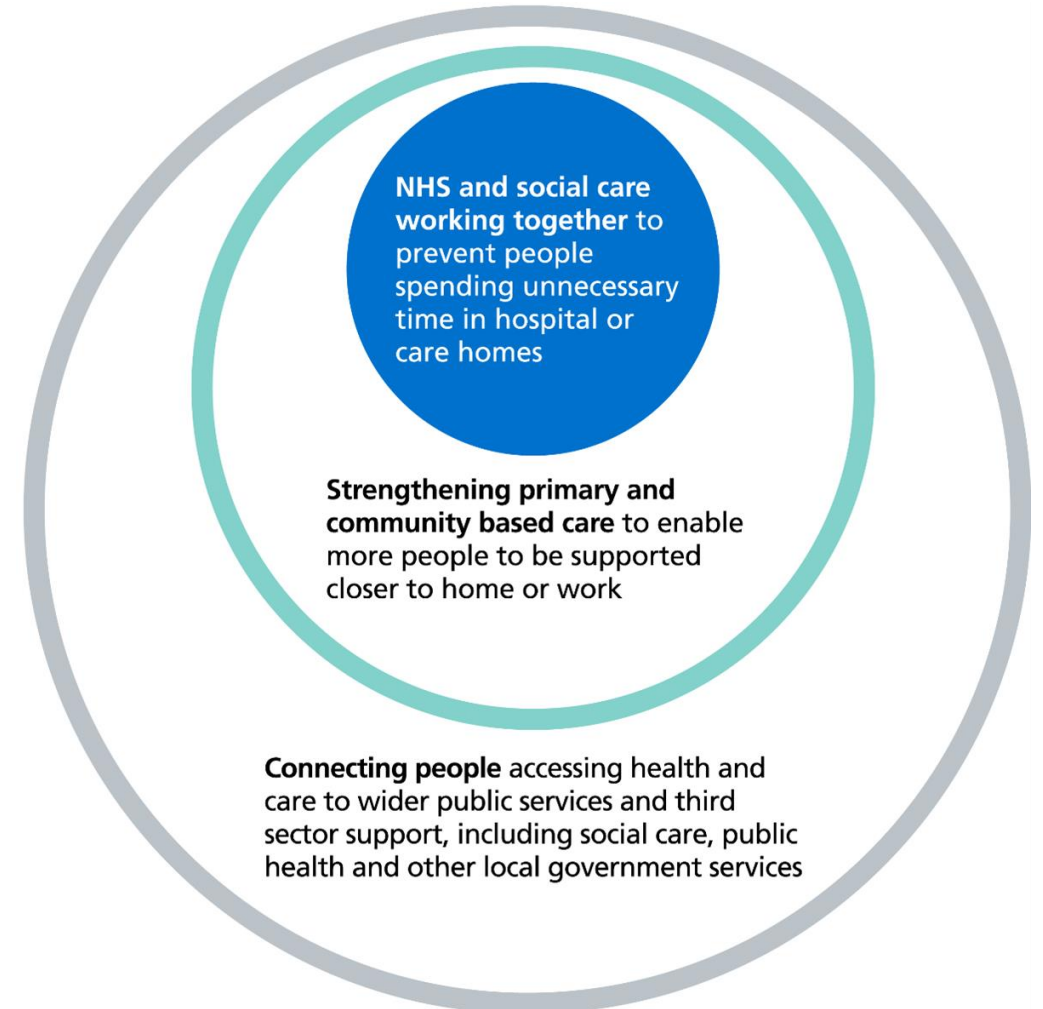 NHS and social care
working together to
prevent people
spending unnecessary
time in hospital or
care homes
Strengthening primary and
community based care to enable
more people to be supported
closer to home or work
Connecting people accessing health and
care to wider public services and third
sector support, including social care, public
health and other local government services